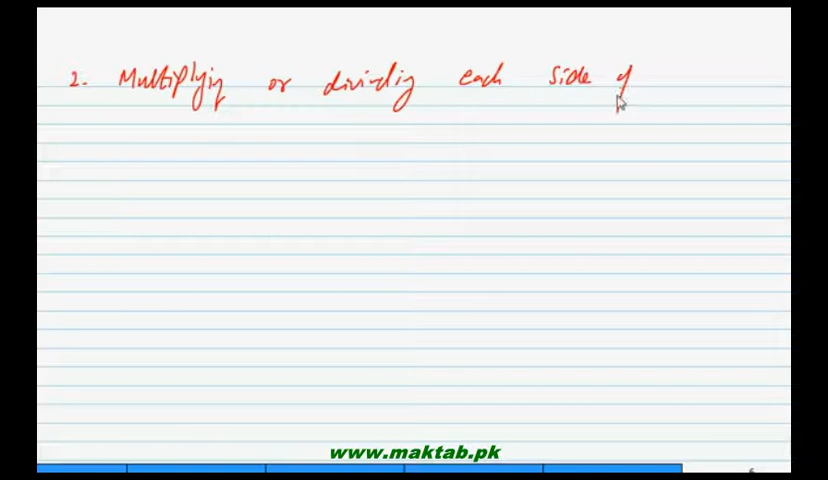 2. Multiplying or dividing each side of
www.maktab.pk